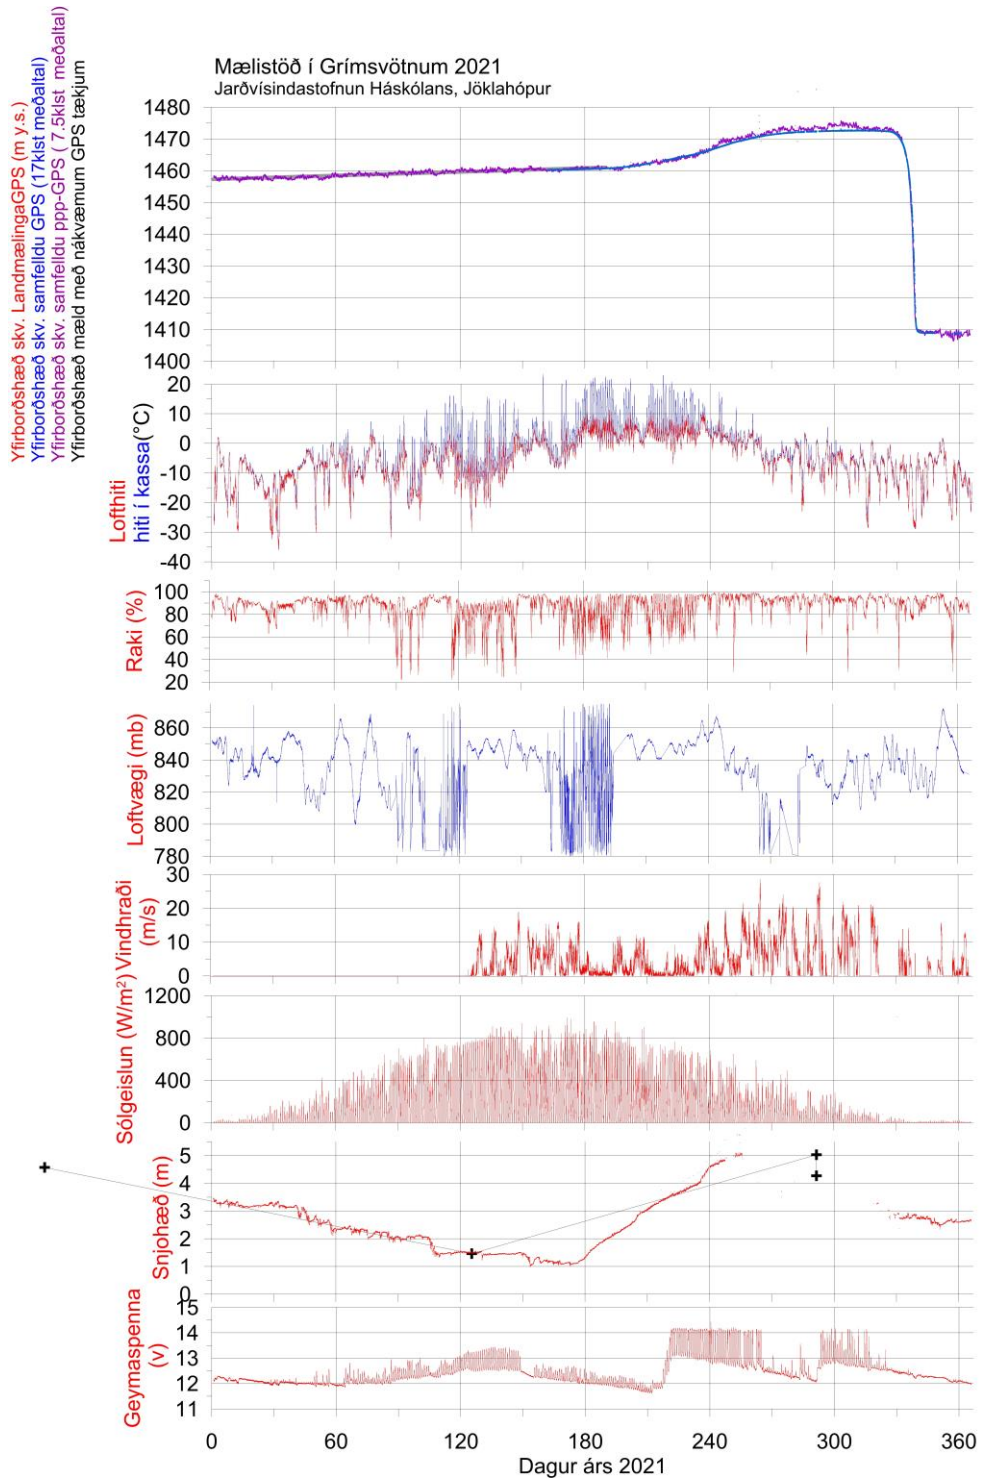 Mælistöð í Grímsvötnum 2021
Jarðvísindastofnun Háskólans, Jöklahópur
Yfirborðshæð skv. LandmælingaGPS (m y.s.)
Yfirborðshæð skv. samfelldu GPS (17klst meðaltal)
Yfirborðshæð skv. samfelldu ppp-GPS ( 7.5klst meðaltal)
Yfirborðshæð mæld með nákvæmum GPS tækjum
1480
1470
1460
1450
1440
1430
1420
1410
1400
Lofthiti
hiti í kassa(°C)
20
10
0
-10
-20
-30
-40
Raki (%)
100
80
60
40
20
Loftvægi (mb)
860
840
820
800
780
Vindhraði
(m/s)
30
20
10
0
Sólgeislun (W/m²)
1200
800
400
0
Snjohæð (m)
5
4
3
2
1
0
Geymaspenna
(v)
15
14
13
12
11
0 60 120 180 240 300 360
Dagur árs 2021